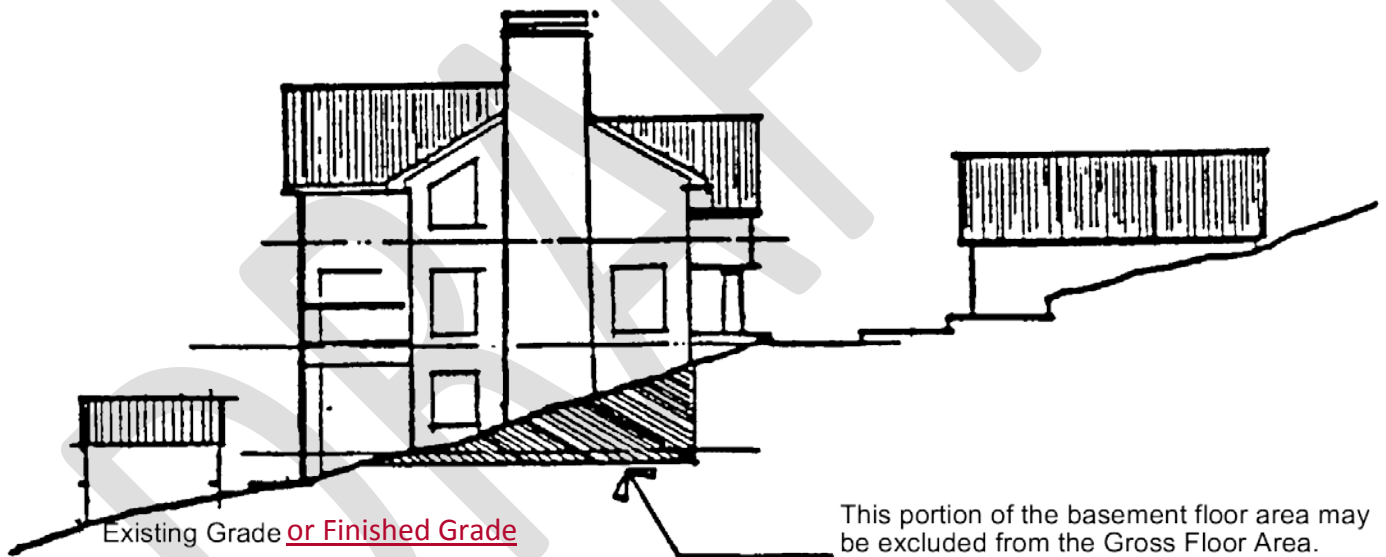 DRAFT
Existing Grade or Finished Grade
This portion of the basement floor area may
be excluded from the Gross Floor Area.